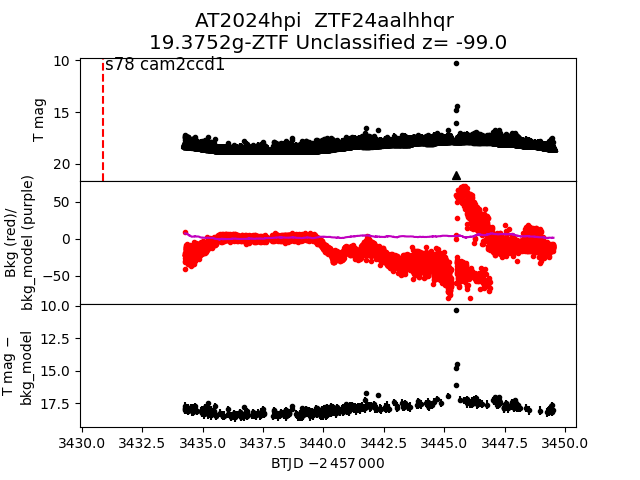 AT2024hpi  ZTF24aalhhqr
19.3752g-ZTF Unclassified z= -99.0
s78 cam2ccd1
T mag
10
15
20
Bkg (red)/
bkg_model (purple)
50
0
−50
T mag −
bkg_model
10.0
12.5
15.0
17.5
3430.0 3432.5 3435.0 3437.5 3440.0 3442.5 3445.0 3447.5 3450.0
BTJD −2 457 000